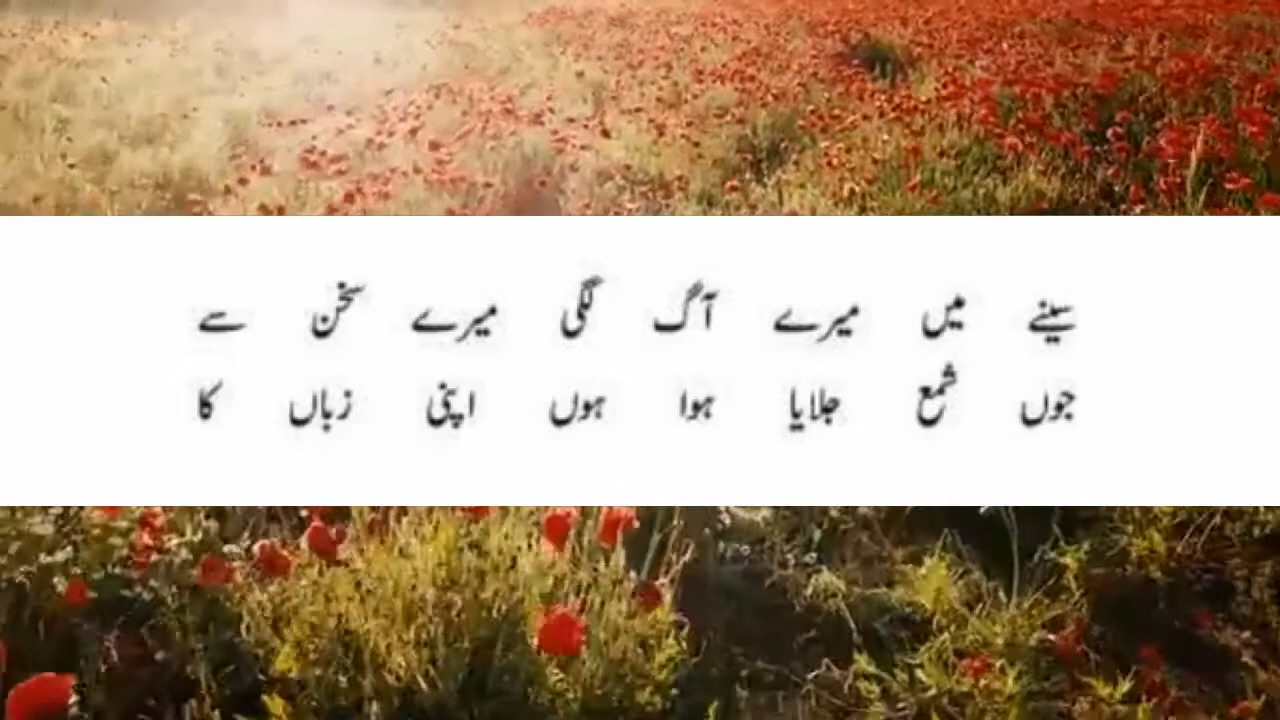 سینے میں میرے آگ لگی میرے سخن سے
جوں شمع جلایا ہوا ہوں اپنی زباں کا